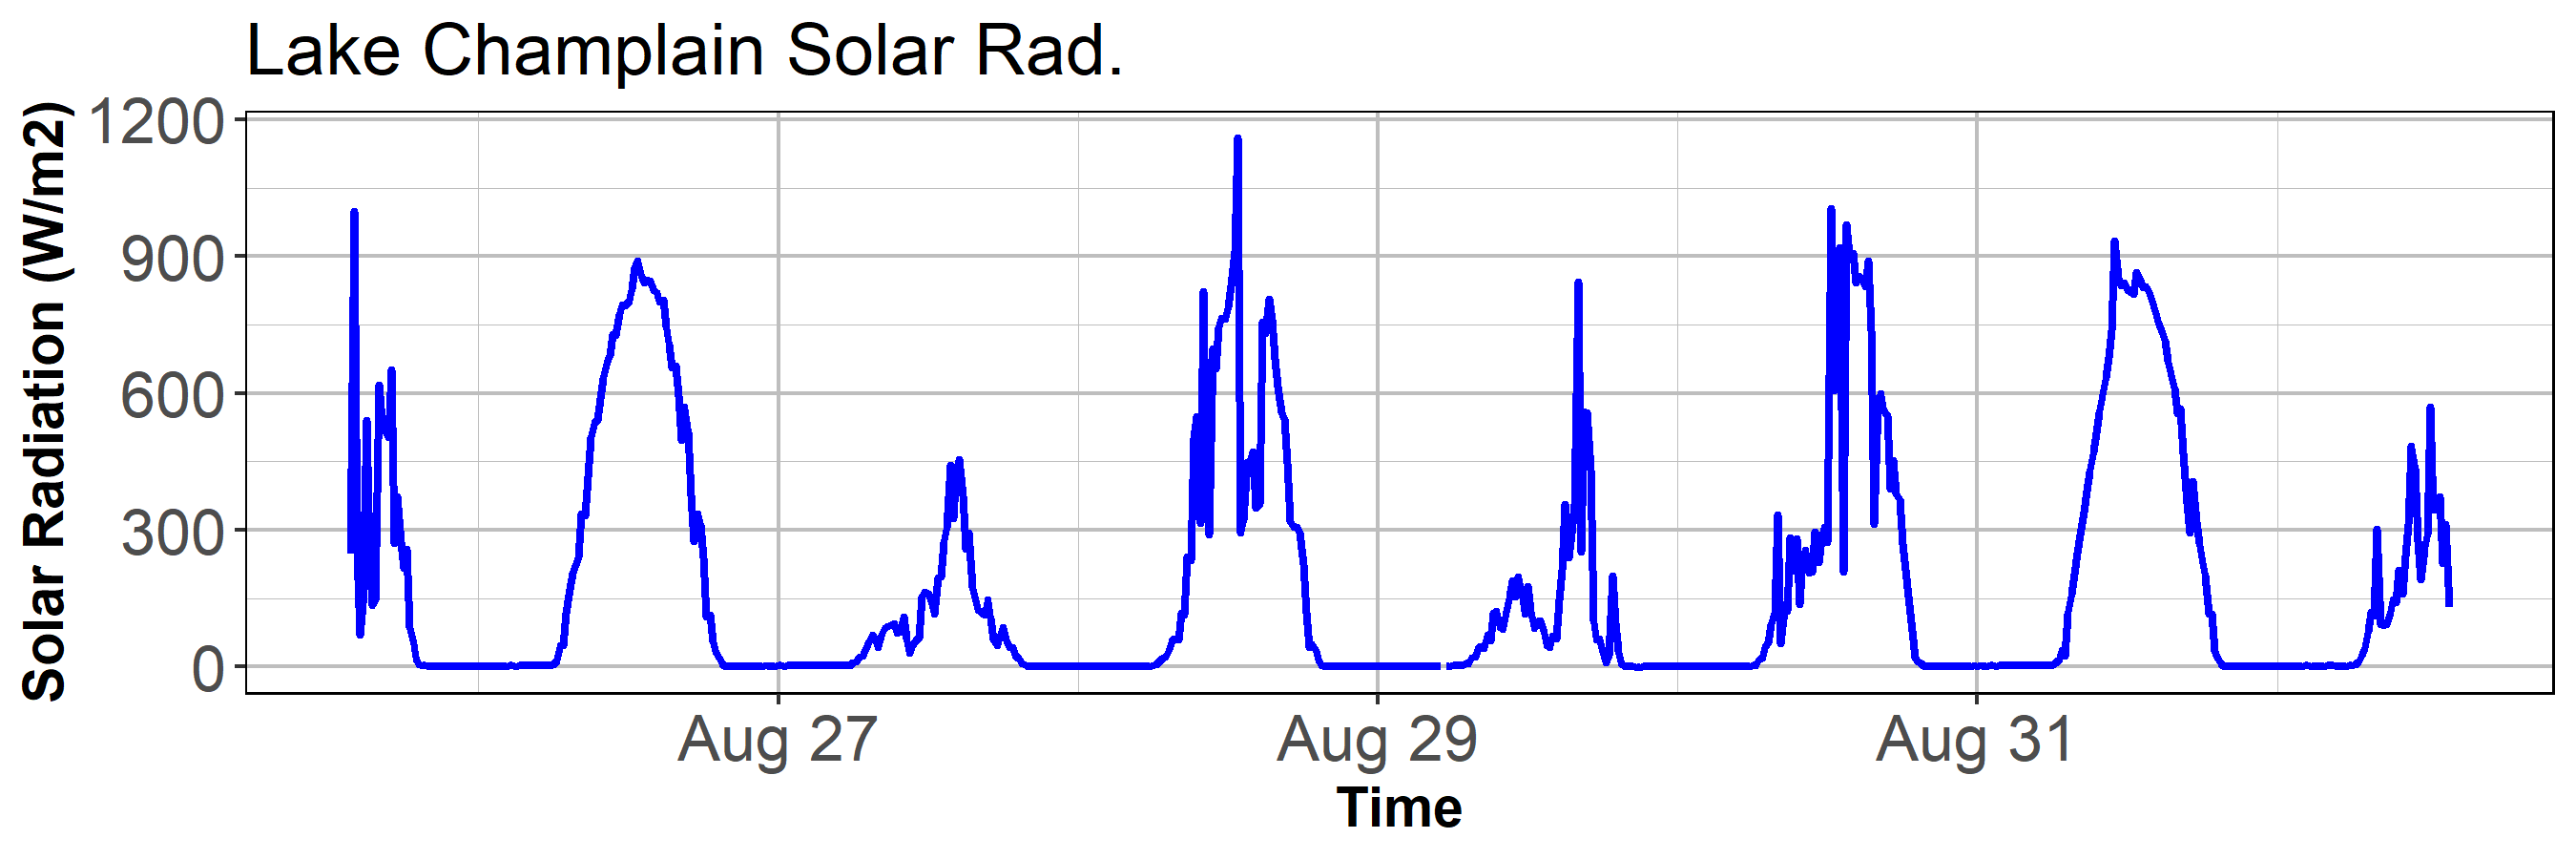 Lake Champlain Solar Rad.
Solar Radiation (W/m2)
1200
900
600
300
0
Aug 27 Aug 29 Aug 31
Time